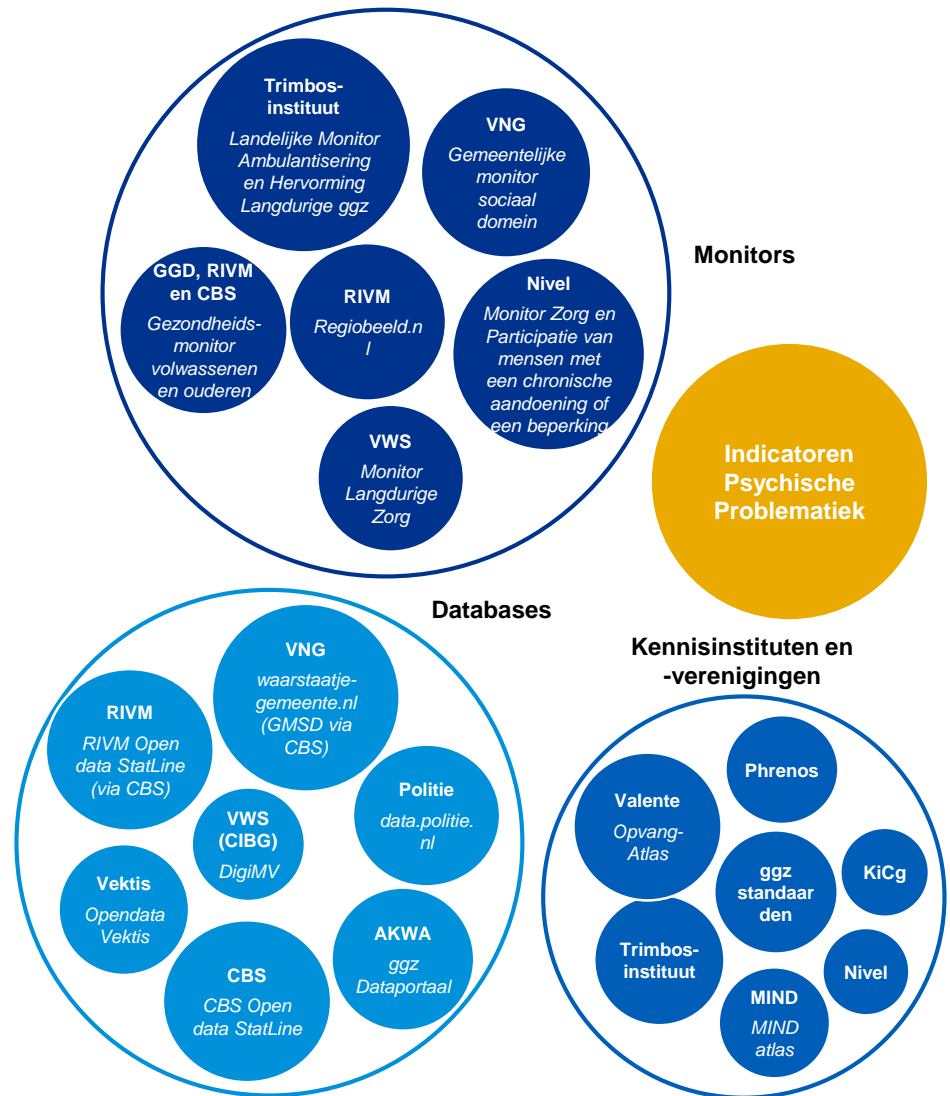 Trimbos-
instituut
Landelijke Monitor
Ambulantisering
en Hervorming
Langdurige ggz
VNG
Gemeentelijke
monitor
sociaal
domein
Monitors
GGD, RIVM
en CBS
Gezondheids-
monitor
volwassenen
en ouderen
RIVM
Regiobeeld.n
l
Nivel
Monitor Zorg en
Participatie van
mensen met
een chronische
aandoening of
een beperking
VWS
Monitor
Langdurige
Zorg
Indicatoren
Psychische
Problematiek
Databases
VNG
waarstaatje-
gemeente.nl
(GMSD via
CBS)
RIVM
RIVM Open
data StatLine
(via CBS)
VWS
(CIBG)
DigiMV
Politie
data.politie.
nl
Vektis
Opendata
Vektis
CBS
CBS Open
data StatLine
AKWA
ggz
Dataportaal
Kennisinstituten en
-verenigingen
Phrenos
Valente
Opvang-
Atlas
ggz
standaar
den
KiCg
Trimbos-
instituut
Nivel
MIND
MIND
atlas